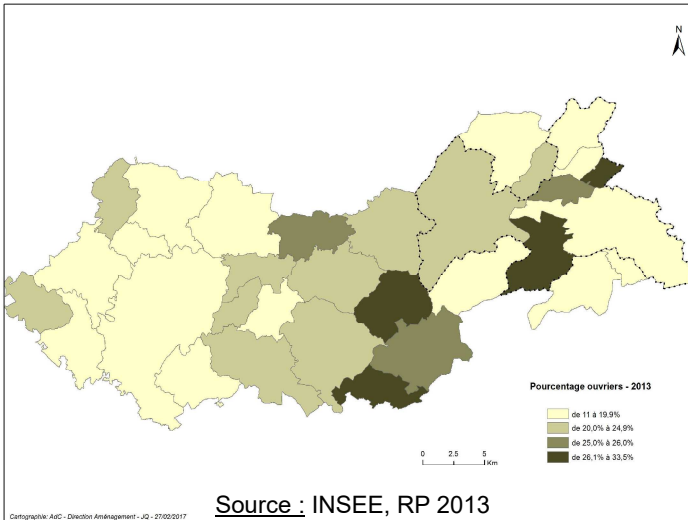 N
Pourcentage ouvriers - 2013
de 11 à 19.9%
de 20,0% à 24,9%
de 25,0% à 26,0%
de 26,1% à 33,5%
0 2.5 5
Km
Source : INSEE, RP 2013
Cartographie: AdC - Direction Aménagement - JQ - 27/02/2017